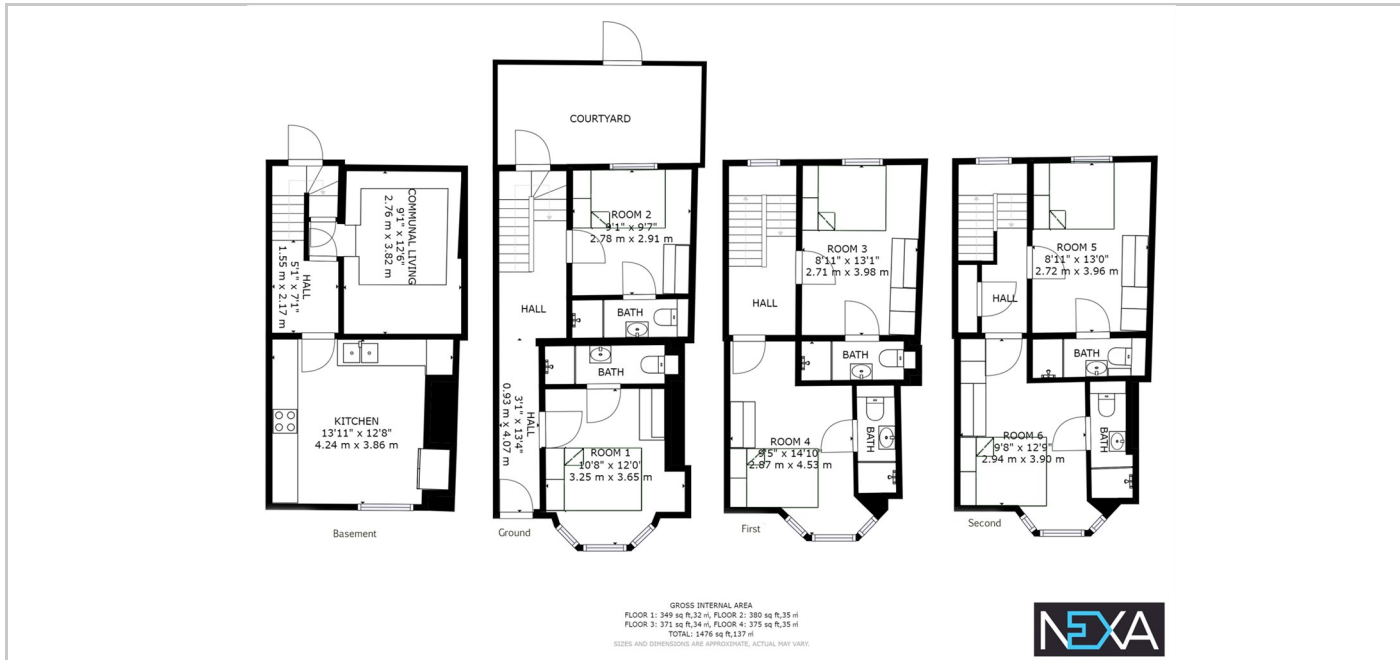 COURTYARD
COMMUNAL LIVING
9'1" x 12'6"
2.76 m x 3.82 m
HALL
5'1" x 7'1"
1.55 m x 2.17 m
KITCHEN
13'11" x 12'8"
4.24 m x 3.86 m
Basement
ROOM 2
9'1" x 9'7"
2.78 m x 2.91 m
HALL
BATH
BATH
HALL
3'1" x 13'4"
0.93 m x 4.07 m
ROOM 1
10'8" x 12'0"
3.25 m x 3.65 m
Ground
ROOM 3
8'11" x 13'1"
2.71 m x 3.98 m
HALL
BATH
BATH
ROOM 4
9'5" x 14'10"
2.87 m x 4.53 m
First
ROOM 5
8'11" x 13'0"
2.72 m x 3.96 m
HALL
BATH
BATH
ROOM 6
9'8" x 12'9"
2.94 m x 3.90 m
Second
GROSS INTERNAL AREA
FLOOR 1: 349 sq ft,32 ㎡, FLOOR 2: 380 sq ft,35 ㎡
FLOOR 3: 371 sq ft,34 ㎡, FLOOR 4: 375 sq ft,35 ㎡
TOTAL: 1476 sq ft,137 ㎡
SIZES AND DIMENSIONS ARE APPROXIMATE, ACTUAL MAY VARY.
NEXA